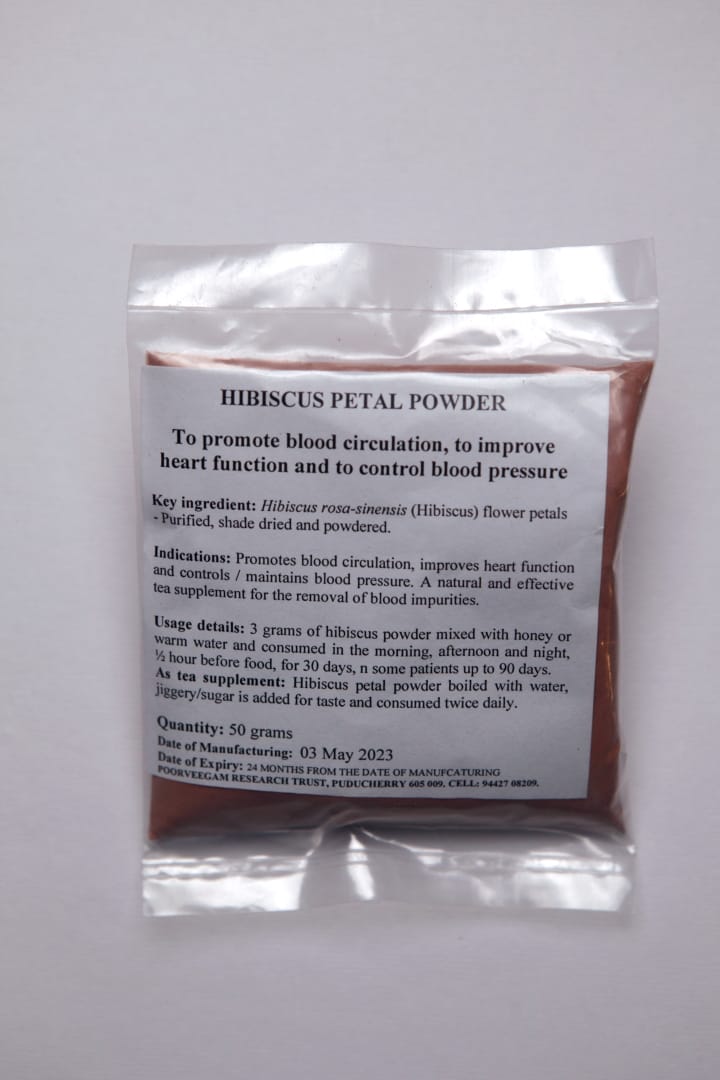 HIBISCUS PETAL POWDER
To promote blood circulation, to improve
heart function and to control blood pressure
Key ingredient: Hibiscus rosa-sinensis (Hibiscus) flower petals
- Purified, shade dried and powdered.
Indications: Promotes blood circulation, improves heart function
and controls / maintains blood pressure. A natural and effective
tea supplement for the removal of blood impurities.
Usage details: 3 grams of hibiscus powder mixed with honey or
warm water and consumed in the morning, afternoon and night,
½ hour before food, for 30 days, n some patients up to 90 days.
As tea supplement: Hibiscus petal powder boiled with water,
jiggery/sugar is added for taste and consumed twice daily.
Quantity: 50 grams
Date of Manufacturing: 03 May 2023
Date of Expiry: 24 MONTHS FROM THE DATE OF MANUFCATURING
POORVEEGAM RESEARCH TRUST, PUDUCHERRY 605 009, CELL: 94427 08209.